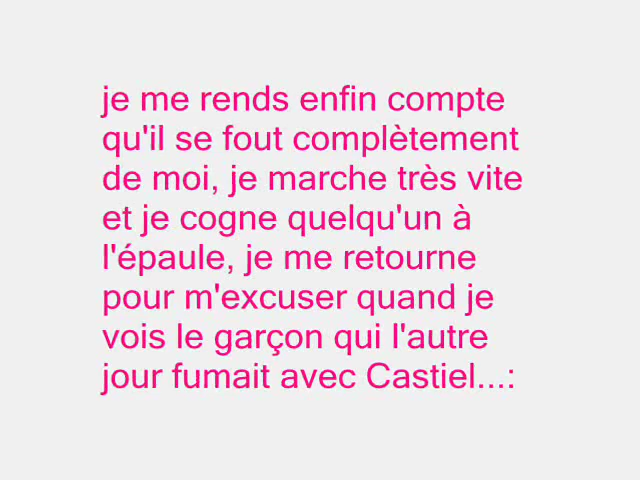 je me rends enfin compte
qu'il se fout complètement
de moi, je marche très vite
et je cogne quelqu'un à
l'épaule, je me retourne
pour m'excuser quand je
vois le garçon qui l'autre
jour fumait avec Castiel...: